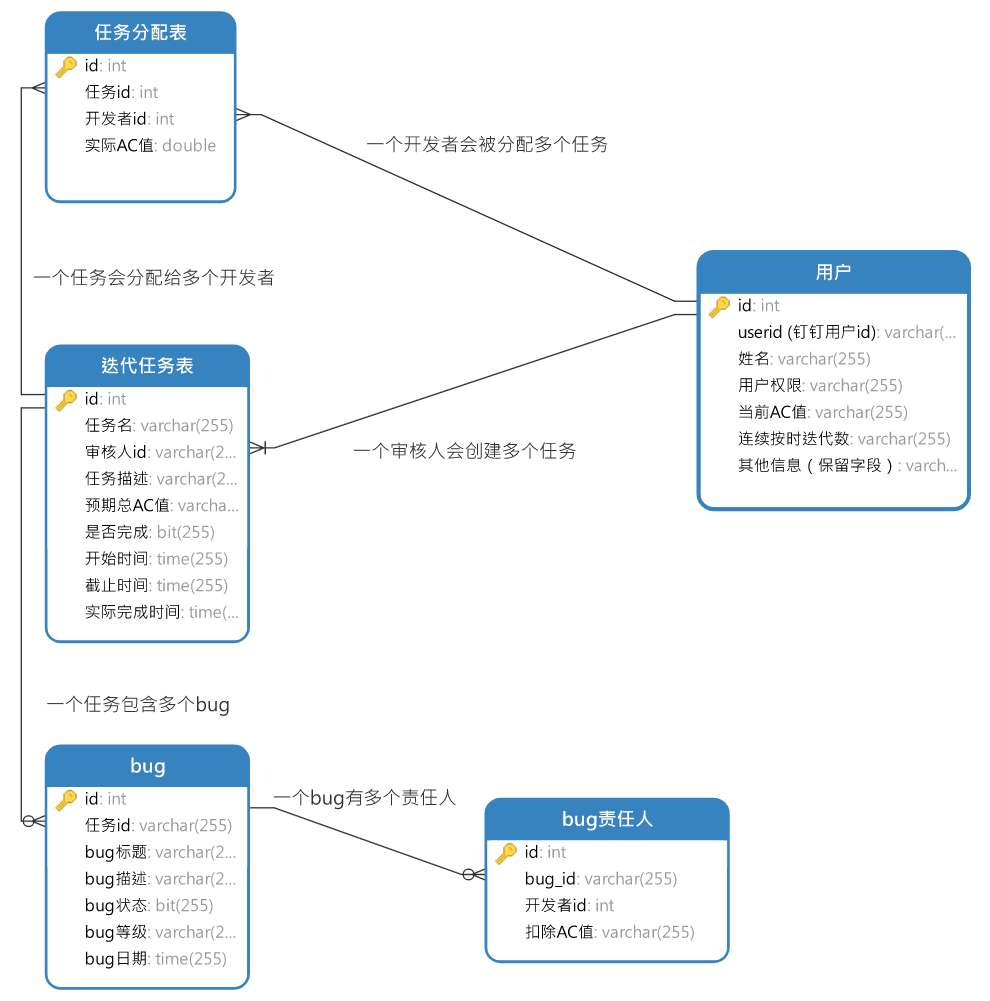 任务分配表
id: int
任务id: int
开发者id: int
实际AC值: double
一个开发者会被分配多个任务
一个任务会分配给多个开发者
用户
id: int
userid (钉钉用户id): varchar(...
姓名: varchar(255)
用户权限: varchar(255)
当前AC值: varchar(255)
连续按时迭代数: varchar(255)
其他信息（保留字段）: varch...
迭代任务表
id: int
任务名: varchar(255)
审核人id: varchar(2...
任务描述: varchar(2...
预期总AC值: varcha...
是否完成: bit(255)
开始时间: time(255)
截止时间: time(255)
实际完成时间: time(...
一个审核人会创建多个任务
一个任务包含多个bug
bug
id: int
任务id: varchar(255)
bug标题: varchar(2...
bug描述: varchar(2...
bug状态: bit(255)
bug等级: varchar(2...
bug日期: time(255)
一个bug有多个责任人
bug责任人
id: int
bug_id: varchar(255)
开发者id: int
扣除AC值: varchar(255)